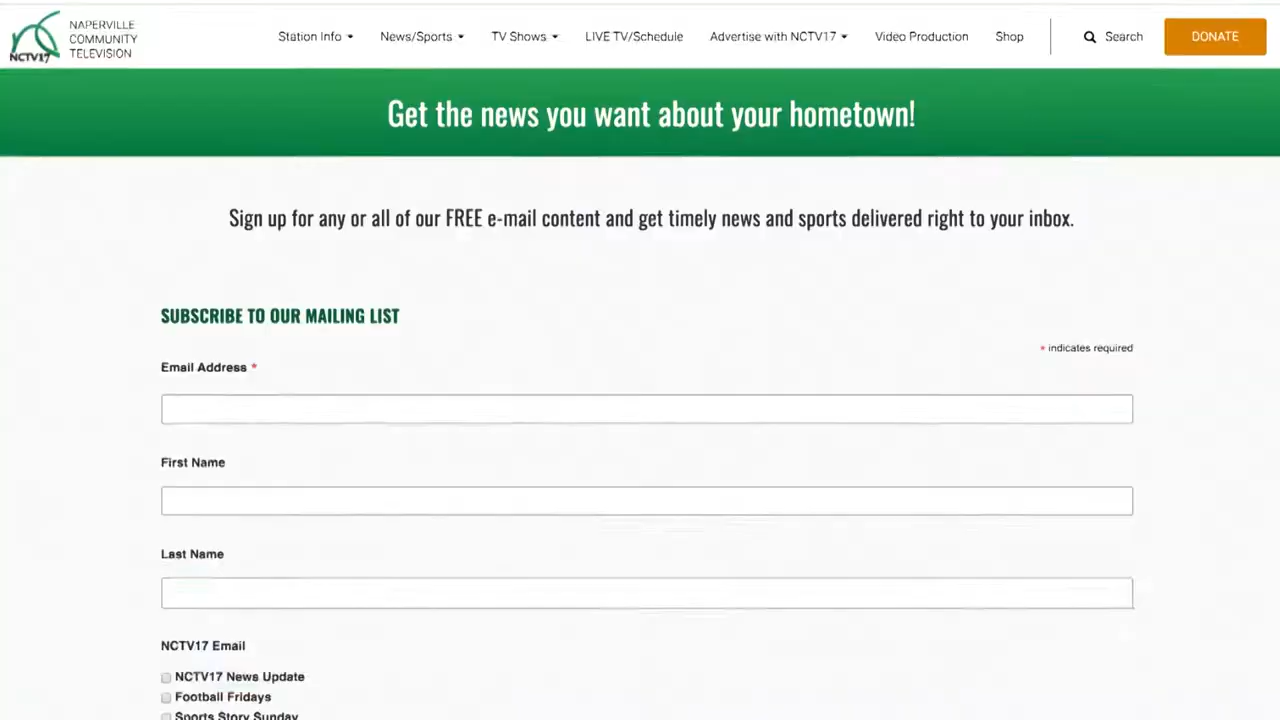 NCTV17
NAPERVILLE
COMMUNITY
TELEVISION
Station Info News/Sports TV Shows LIVE TV/Schedule Advertise with NCTV17 Video Production Shop Search DONATE
Get the news you want about your hometown!
Sign up for any or all of our FREE e-mail content and get timely news and sports delivered right to your inbox.
SUBSCRIBE TO OUR MAILING LIST
* indicates required
Email Address *
First Name
Last Name
NCTV17 Email
NCTV17 News Update
Football Fridays
Sports Story Sunday